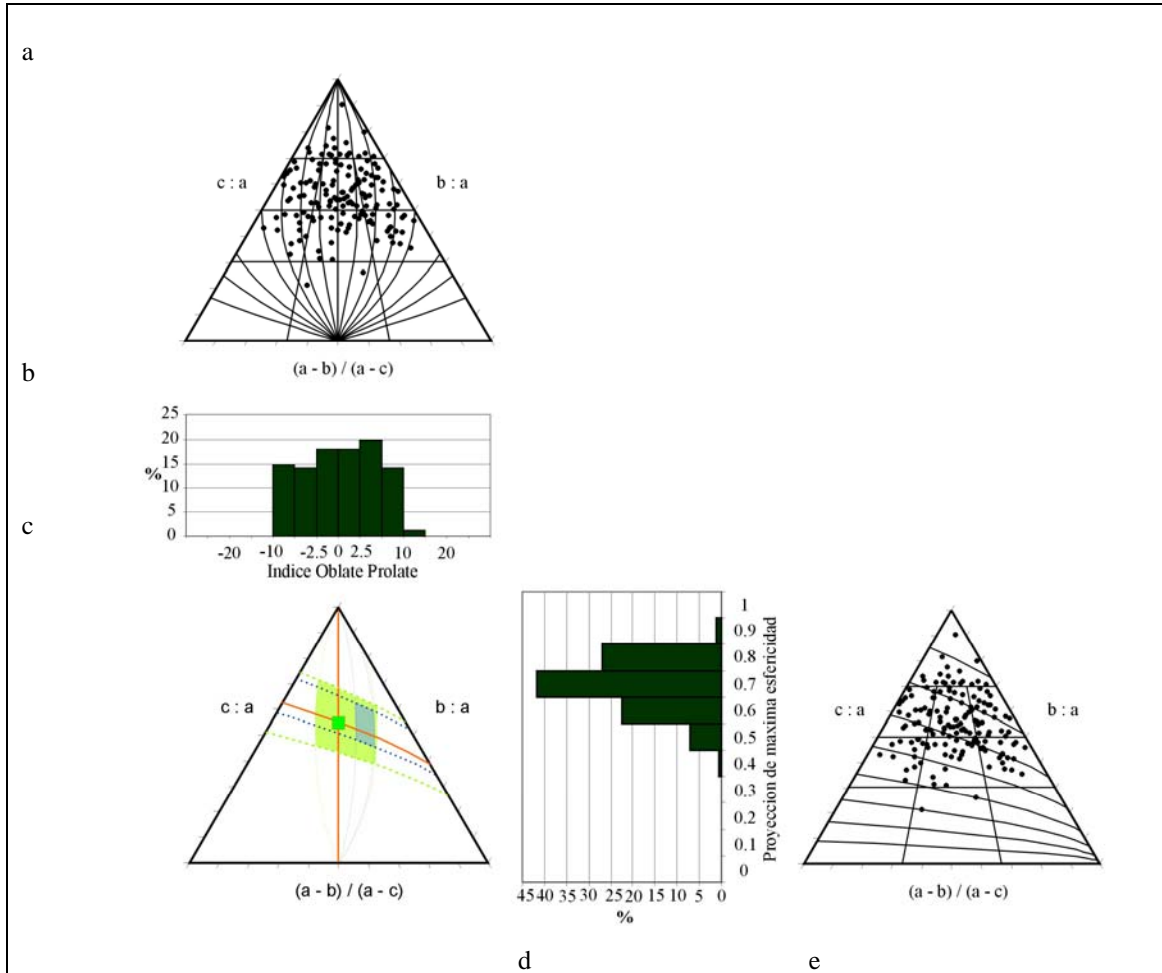 a
c : a
b : a
(a - b) / (a - c)
b
25
20
15
%
10
5
0
-20
-10
-2.5
0
2.5
10
20
Indice Oblate Prolate
c
c : a
b : a
(a - b) / (a - c)
1
0.9
0.8
0.7
0.6
0.5
0.4
0.3
0.2
0.1
0
Proyeccion de maxima esfericidad
45 40 35 30 25 20 15 10 5 0
%
c : a
b : a
(a - b) / (a - c)
d
e